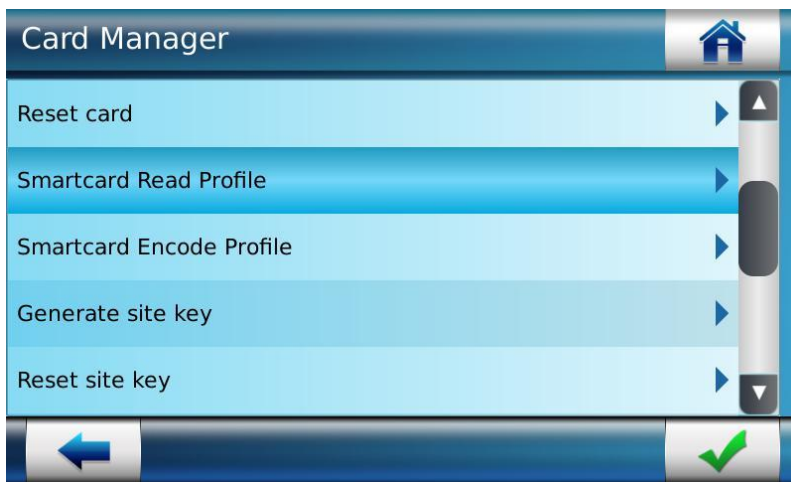 Card Manager
Reset card
Smartcard Read Profile
Smartcard Encode Profile
Generate site key
Reset site key